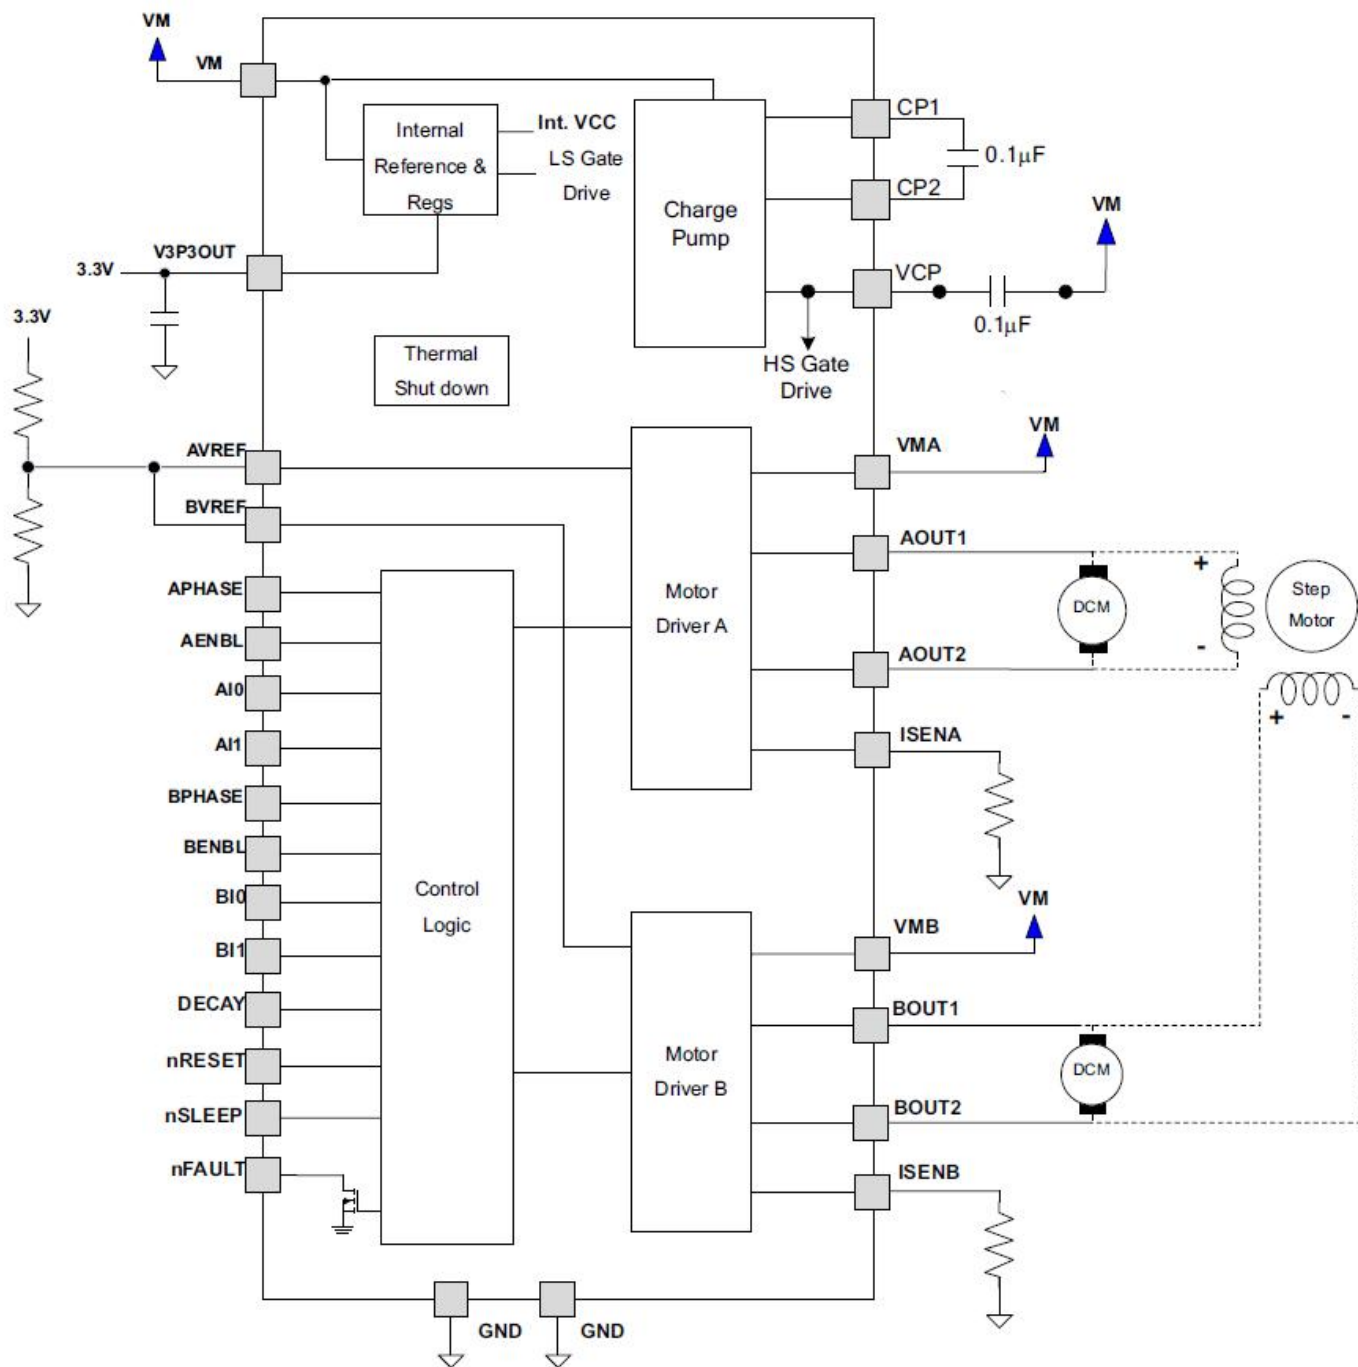 VM
VM
Internal
Reference &
Regs
Int. VCC
LS Gate
Drive
Charge
Pump
CP1
0.1µF
CP2
VM
V3P3OUT
3.3V
VCP
0.1µF
HS Gate
Drive
3.3V
Thermal
Shut down
AVREF
BVREF
VMA
VM
APHASE
AENBL
AI0
AI1
BPHASE
BENBL
BI0
BI1
DECAY
nRESET
nSLEEP
nFAULT
Control
Logic
Motor
Driver A
AOUT1
DCM
AOUT2
+
-
Step
Motor
+ -
ISENA
VM
VMB
Motor
Driver B
BOUT1
DCM
BOUT2
ISENB
GND
GND